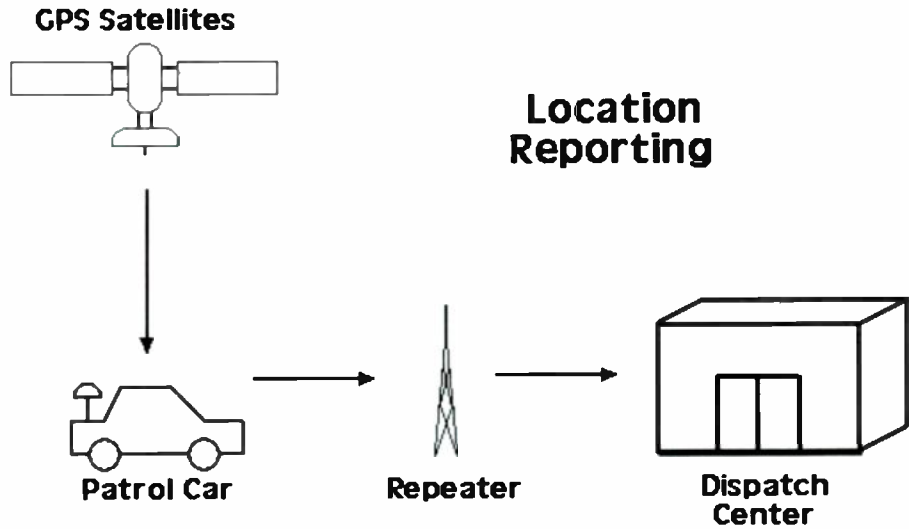 GPS Satellites
Location
Reporting
Patrol Car
Repeater
Dispatch
Center